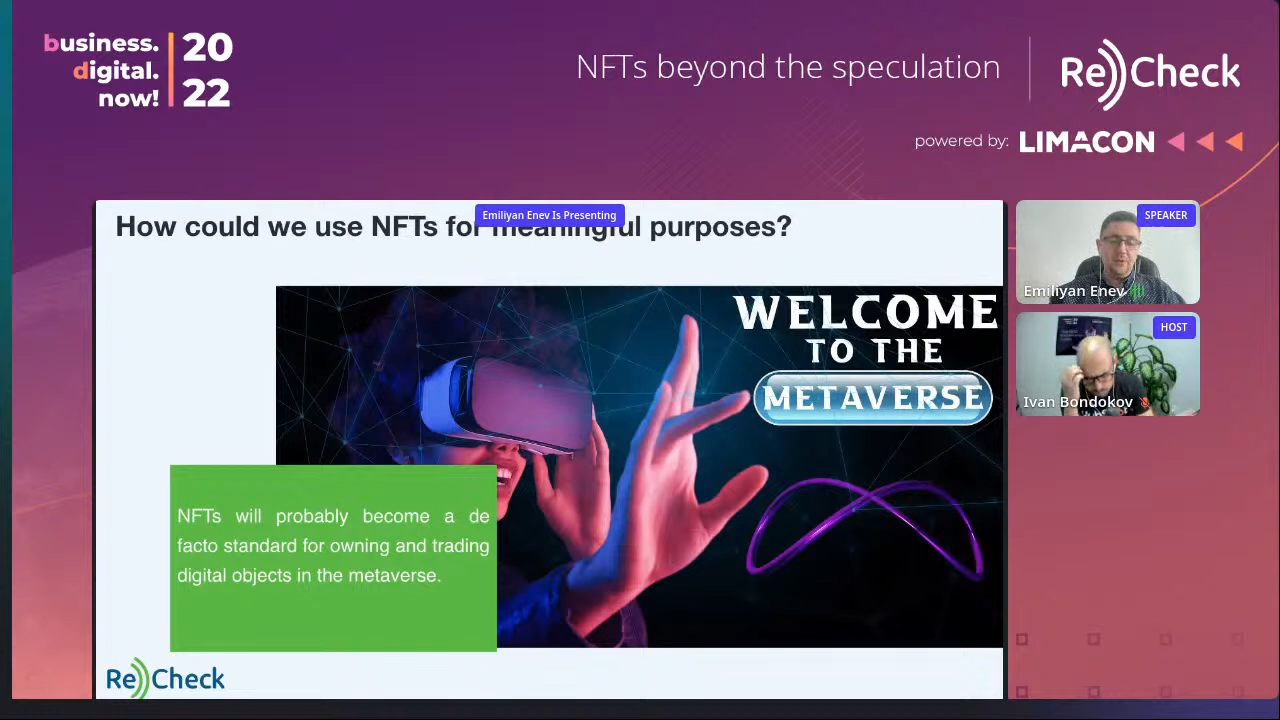 business.
digital.
now!
20
22
NFTs beyond the speculation
Re)Check
powered by: LIMACON
Emiliyan Enev Is Presenting
How could we use NFTs for meaningful purposes?
WELCOME
TO THE
METAVERSE
NFTs will probably become a de
facto standard for owning and trading
digital objects in the metaverse.
Re)Check
SPEAKER
Emiliyan Enev
HOST
Ivan Bondokov